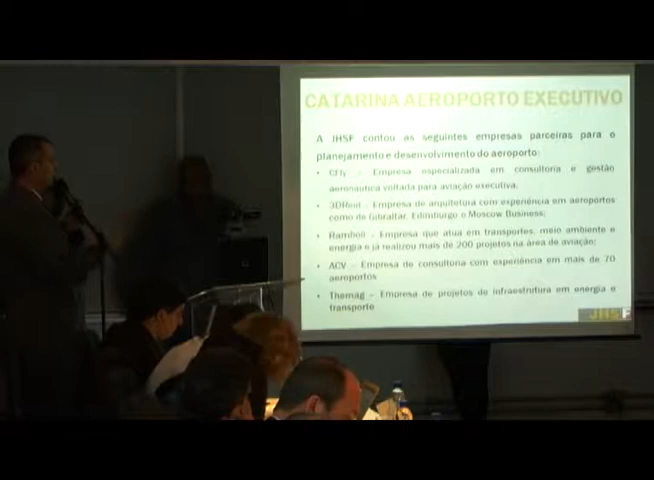 CATARINA AEROPORTO EXECUTIVO
A JHSF contou as seguintes empresas parceiras para o
planejamento e desenvolvimento do aeroporto:
• CFly – Empresa especializada em consultoria e gestão
aeronautica voltada para aviação executiva;
• 3DReid – Empresa de arquitetura com experiência em aeroportos
como de Gibraltar, Edimburgo e Moscow Business;
• Ramboll – Empresa que atua em transportes, meio ambiente e
energia e já realizou mais de 200 projetos na área de aviação;
• ACV – Empresa de consultoria com experiência em mais de 70
aeroportos
• Themag – Empresa de projetos de infraestrutura em energia e
transporte
JHSF